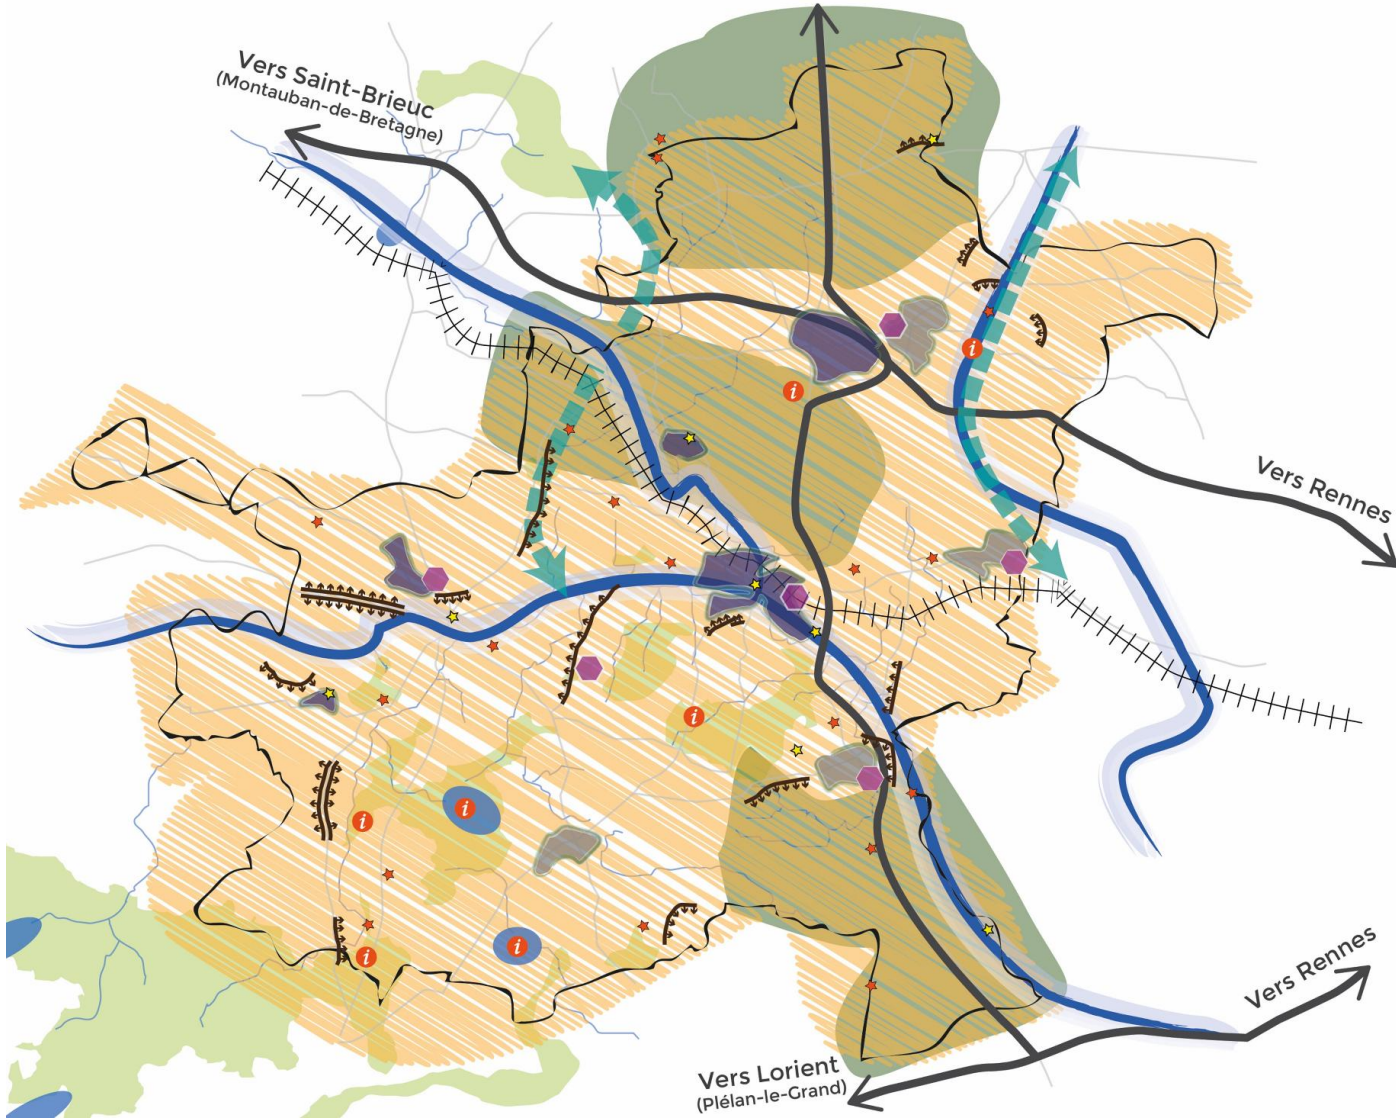 Vers Saint-Brieuc
(Montauban-de-Bretagne)
i
i
Vers Rennes
i
i
i
i
i
Vers Rennes
Vers Lorient
(Plélan-le-Grand)